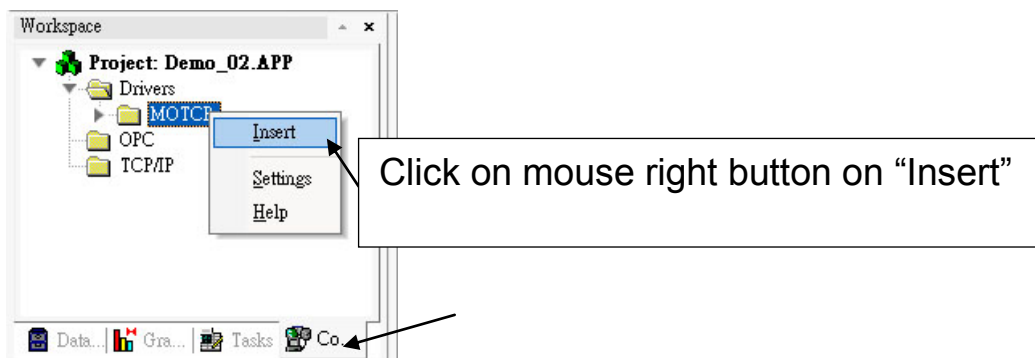 Workspace
Project: Demo_02.APP
Drivers
MOTCP
Insert
OPC
TCP/IP
Settings
Help
Click on mouse right button on “Insert”
Data... Gra... Tasks Co.